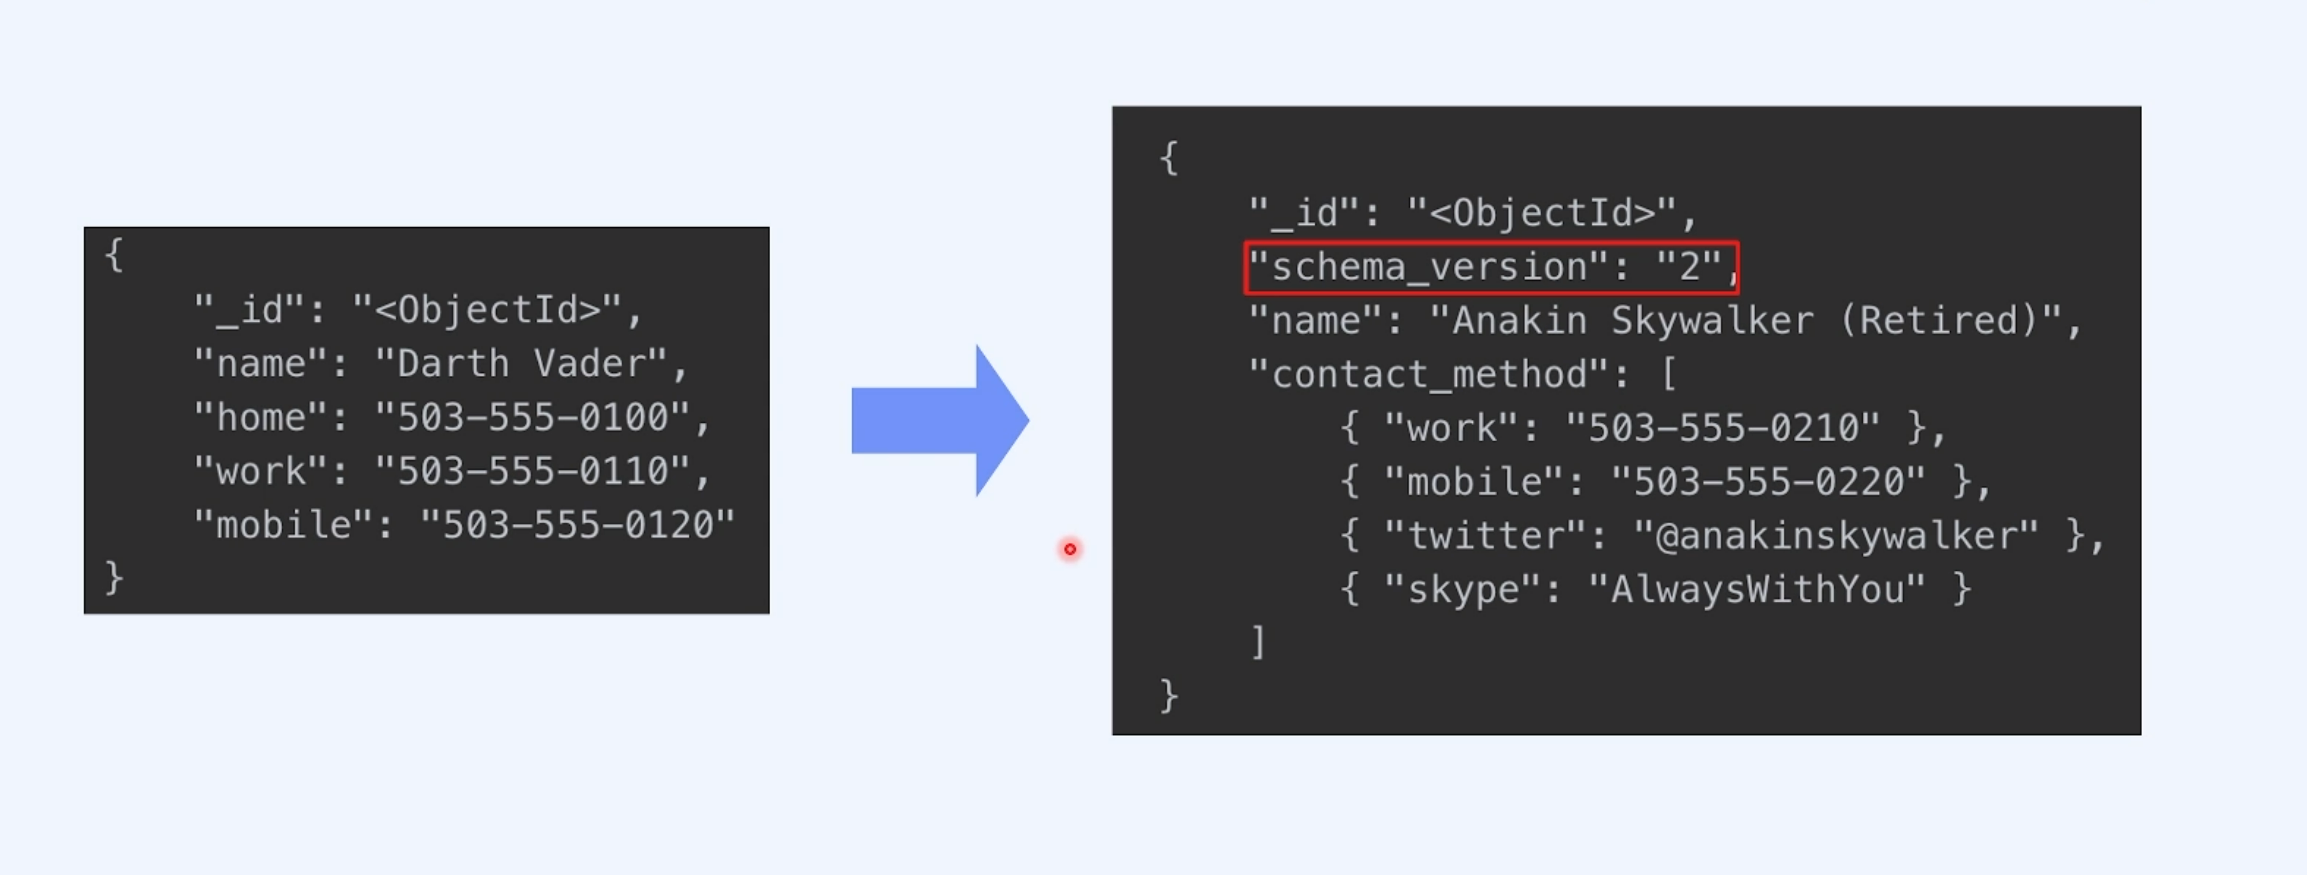 {
"_id": "<ObjectId>",
"name": "Darth Vader",
"home": "503-555-0100",
"work": "503-555-0110",
"mobile": "503-555-0120"
}
{
"_id": "<ObjectId>",
"schema_version": "2",
"name": "Anakin Skywalker (Retired)",
"contact_method": [
{ "work": "503-555-0210" },
{ "mobile": "503-555-0220" },
{ "twitter": "@anakinskywalker" },
{ "skype": "AlwaysWithYou" }
]
}